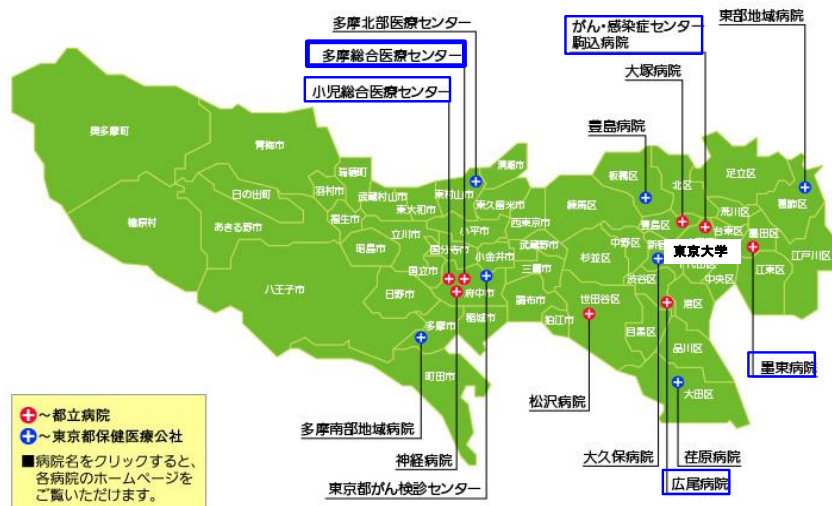 多摩北部医療センター
多摩総合医療センター
小児総合医療センター
がん・感染症センター
駒込病院
東部地域病院
大塚病院
豊島病院
奥多摩町
青梅市
瑞穂町
清瀬市
板橋区
北区
足立区
日の出町
羽村市
武蔵村山市
東村山市
東久留米市
練馬区
荒川区
葛飾区
檜原村
あきる野市
福生市
東大和市
小平市
西東京市
豊島区
台東区
墨田区
昭島市
立川市
国分寺市
小金井市
武蔵野市
中野区
東京大学
江戸川区
八王子市
国立市
三鷹市
杉並区
渋谷区
中央区
江東区
日野市
府中市
調布市
世田谷区
港区
多摩市
稲城市
狛江市
目黒区
品川区
町田市
大田区
墨東病院
松沢病院
多摩南部地域病院
神経病院
東京都がん検診センター
大久保病院
荏原病院
広尾病院
~都立病院
~東京都保健医療公社
■病院名をクリックすると、
各病院のホームページを
ご覧いただけます。